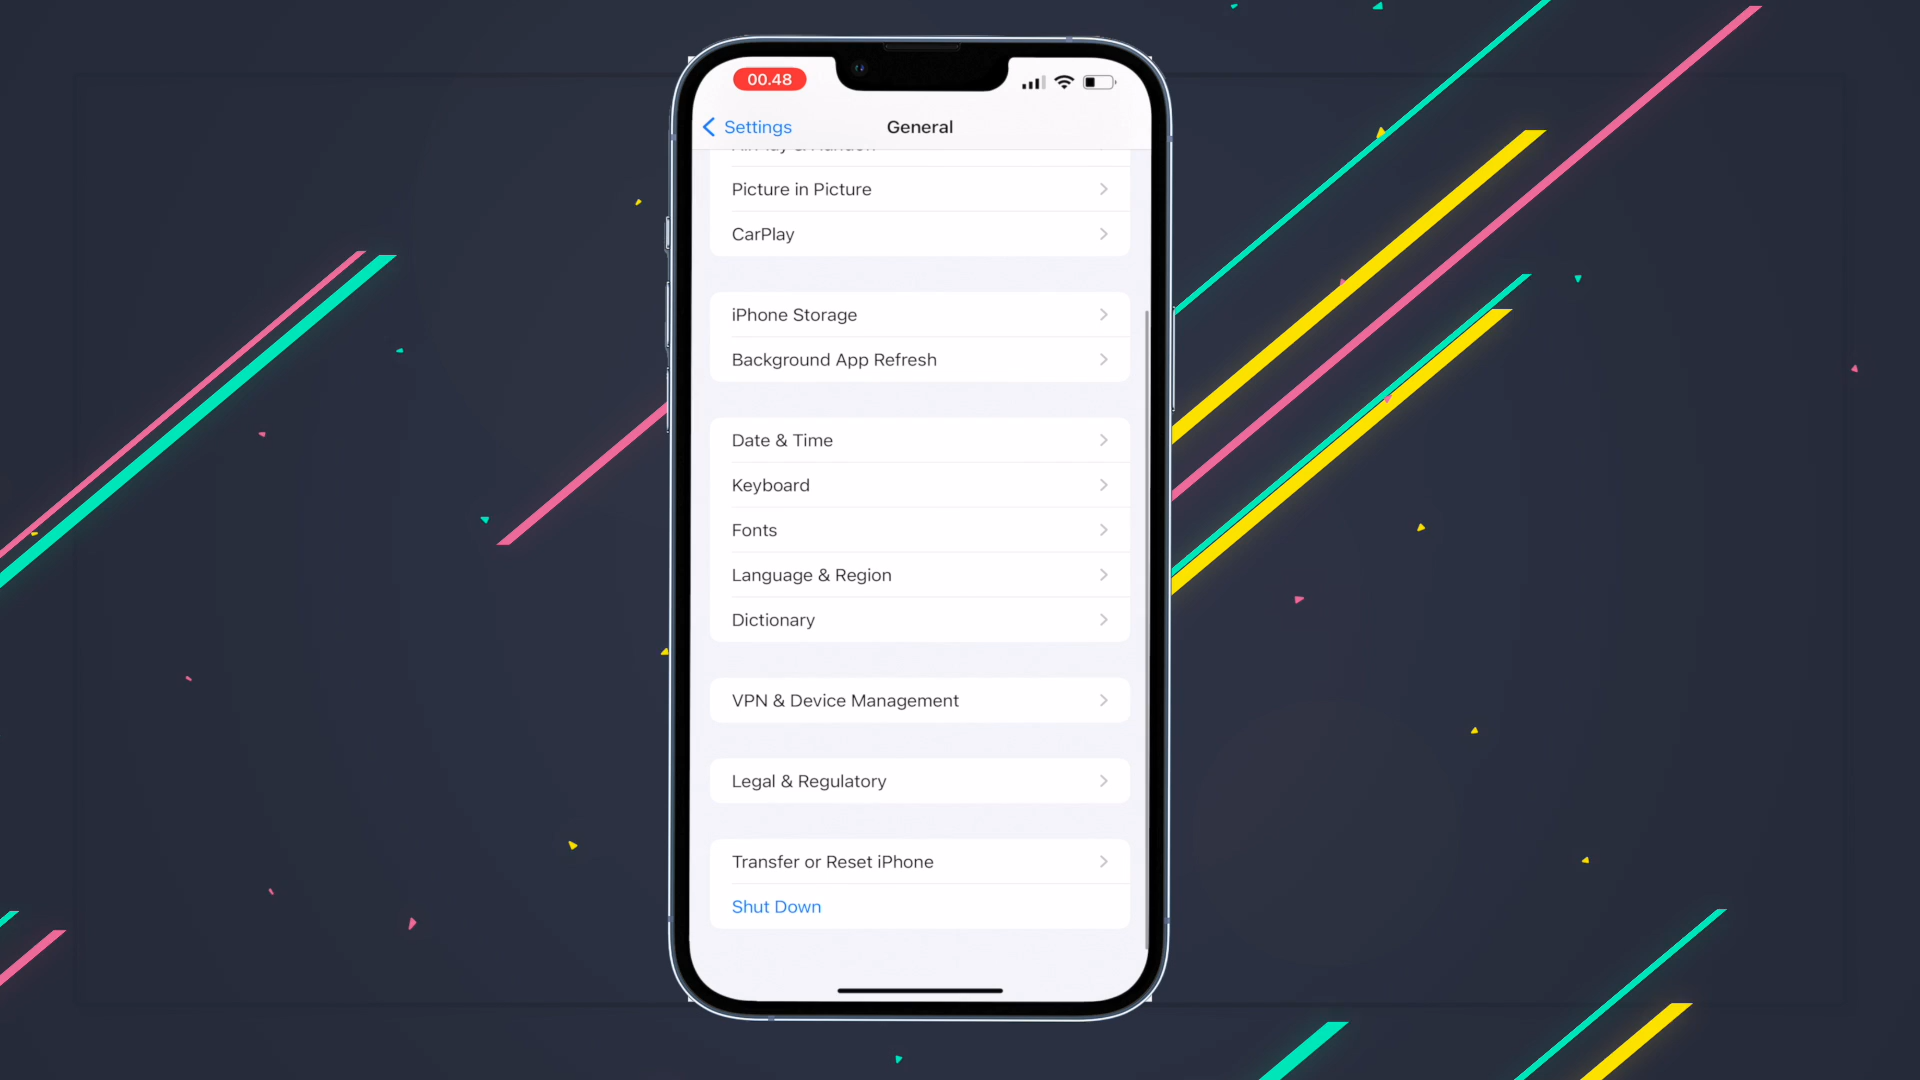 00.48
Settings
General
Picture in Picture
CarPlay
iPhone Storage
Background App Refresh
Date & Time
Keyboard
Fonts
Language & Region
Dictionary
VPN & Device Management
Legal & Regulatory
Transfer or Reset iPhone
Shut Down